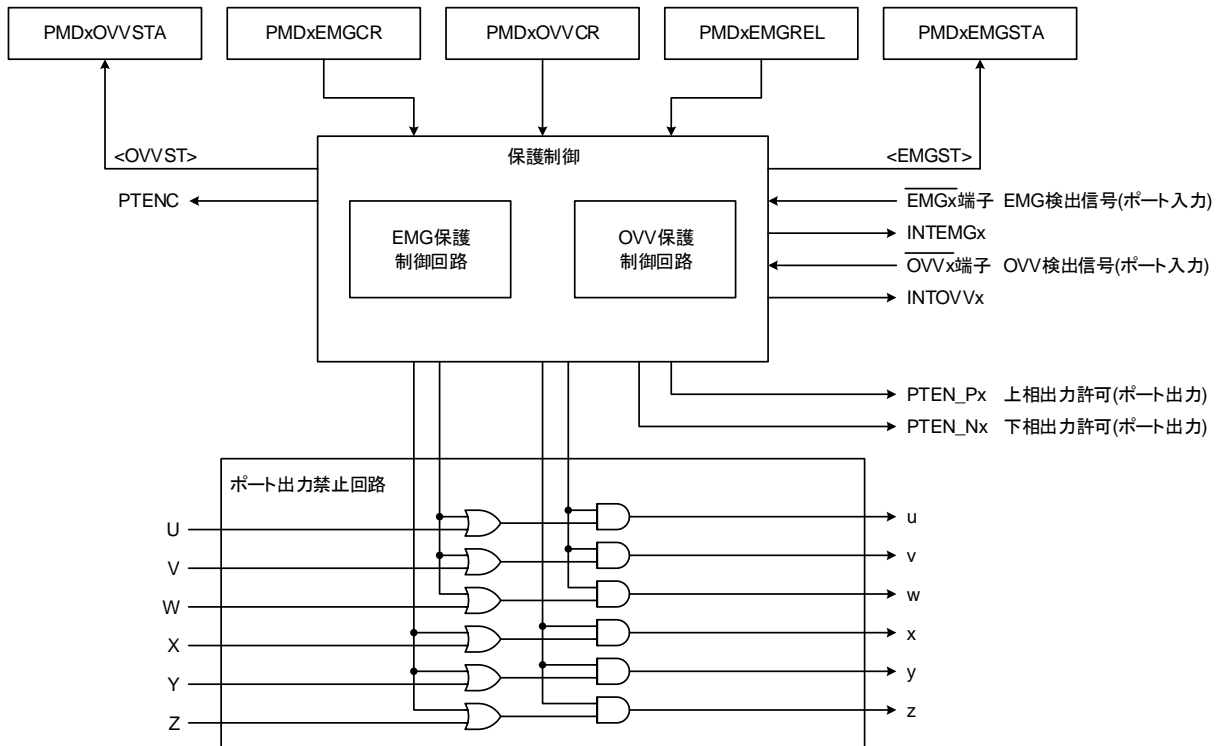 PMDxOVVSTA
PMDxEMGCR
PMDxOVVCR
PMDxEMGREL
PMDxEMGSTA
<OVVST>
保護制御
<EMGST>
PTENC
EMGx端子 EMG検出信号(ポート入力)
INTEMGx
OVVx端子 OVV検出信号(ポート入力)
INTOVVx
EMG保護
制御回路
OVV保護
制御回路
PTEN_Px 上相出力許可(ポート出力)
PTEN_Nx 下相出力許可(ポート出力)
ポート出力禁止回路
U
u
V
v
W
w
X
x
Y
y
Z
z